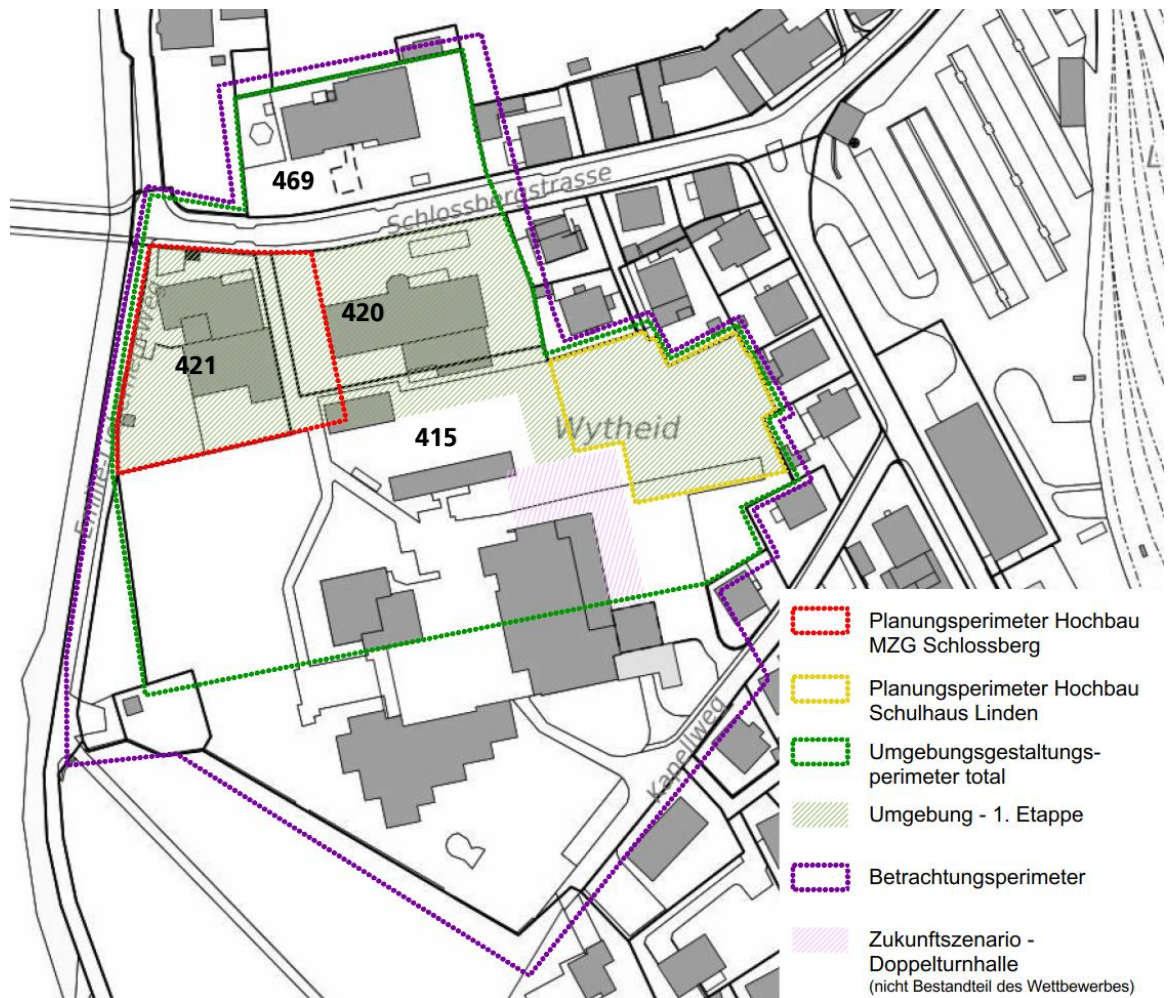 469
Schlossbergstrasse
420
421
415
Wytheid
Kapellweg
Planungsperimeter Hochbau
MZG Schlossberg
Planungsperimeter Hochbau
Schulhaus Linden
Umgebungsgestaltungs-
perimeter total
Umgebung - 1. Etappe
Betrachtungsperimeter
Zukunftszenario -
Doppelturnhalle
(nicht Bestandteil des Wettbewerbes)